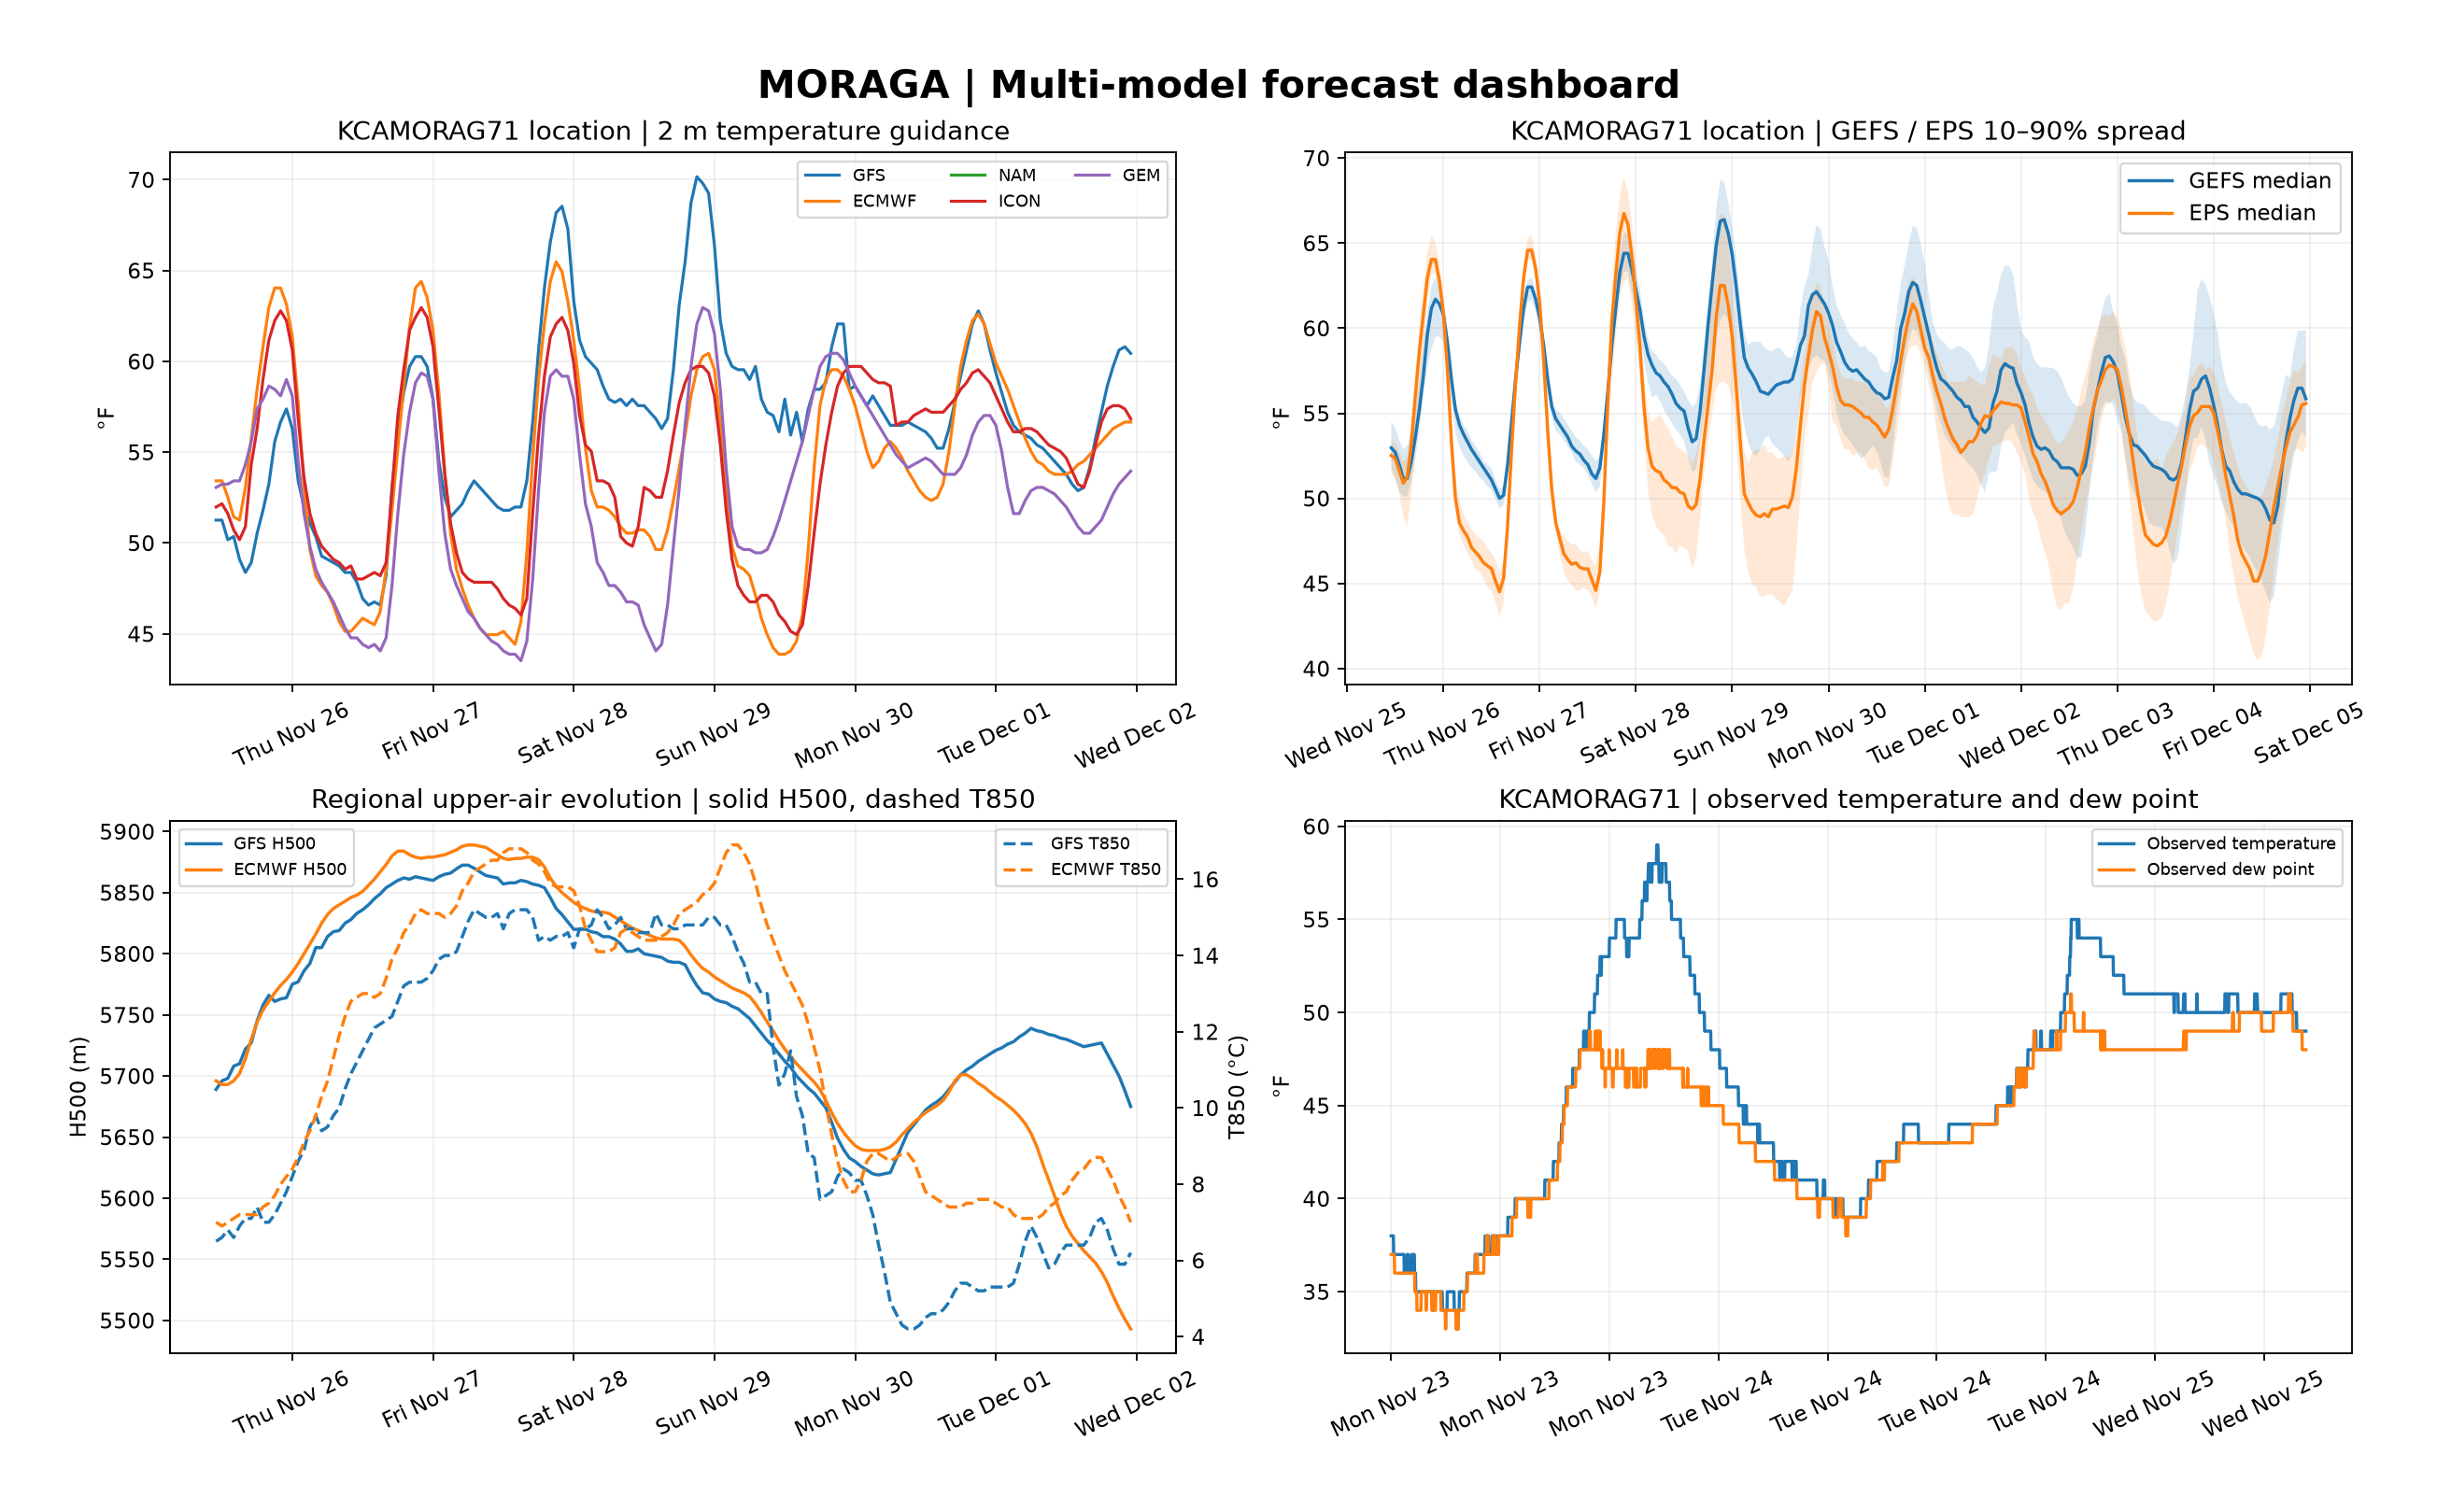 MORAGA | Multi-model forecast dashboard
KCAMORAG71 location | 2 m temperature guidance
GFS
ECMWF
NAM
ICON
GEM
°F
70
65
60
55
50
45
Thu Nov 26
Fri Nov 27
Sat Nov 28
Sun Nov 29
Mon Nov 30
Tue Dec 01
Wed Dec 02
KCAMORAG71 location | GEFS / EPS 10–90% spread
GEFS median
EPS median
°F
70
65
60
55
50
45
40
Wed Nov 25
Thu Nov 26
Fri Nov 27
Sat Nov 28
Sun Nov 29
Mon Nov 30
Tue Dec 01
Wed Dec 02
Thu Dec 03
Fri Dec 04
Sat Dec 05
Regional upper-air evolution | solid H500, dashed T850
GFS H500
ECMWF H500
GFS T850
ECMWF T850
H500 (m)
5900
5850
5800
5750
5700
5650
5600
5550
5500
T850 (°C)
16
14
12
10
8
6
4
Thu Nov 26
Fri Nov 27
Sat Nov 28
Sun Nov 29
Mon Nov 30
Tue Dec 01
Wed Dec 02
KCAMORAG71 | observed temperature and dew point
Observed temperature
Observed dew point
°F
60
55
50
45
40
35
Mon Nov 23
Mon Nov 23
Mon Nov 23
Tue Nov 24
Tue Nov 24
Tue Nov 24
Tue Nov 24
Wed Nov 25
Wed Nov 25